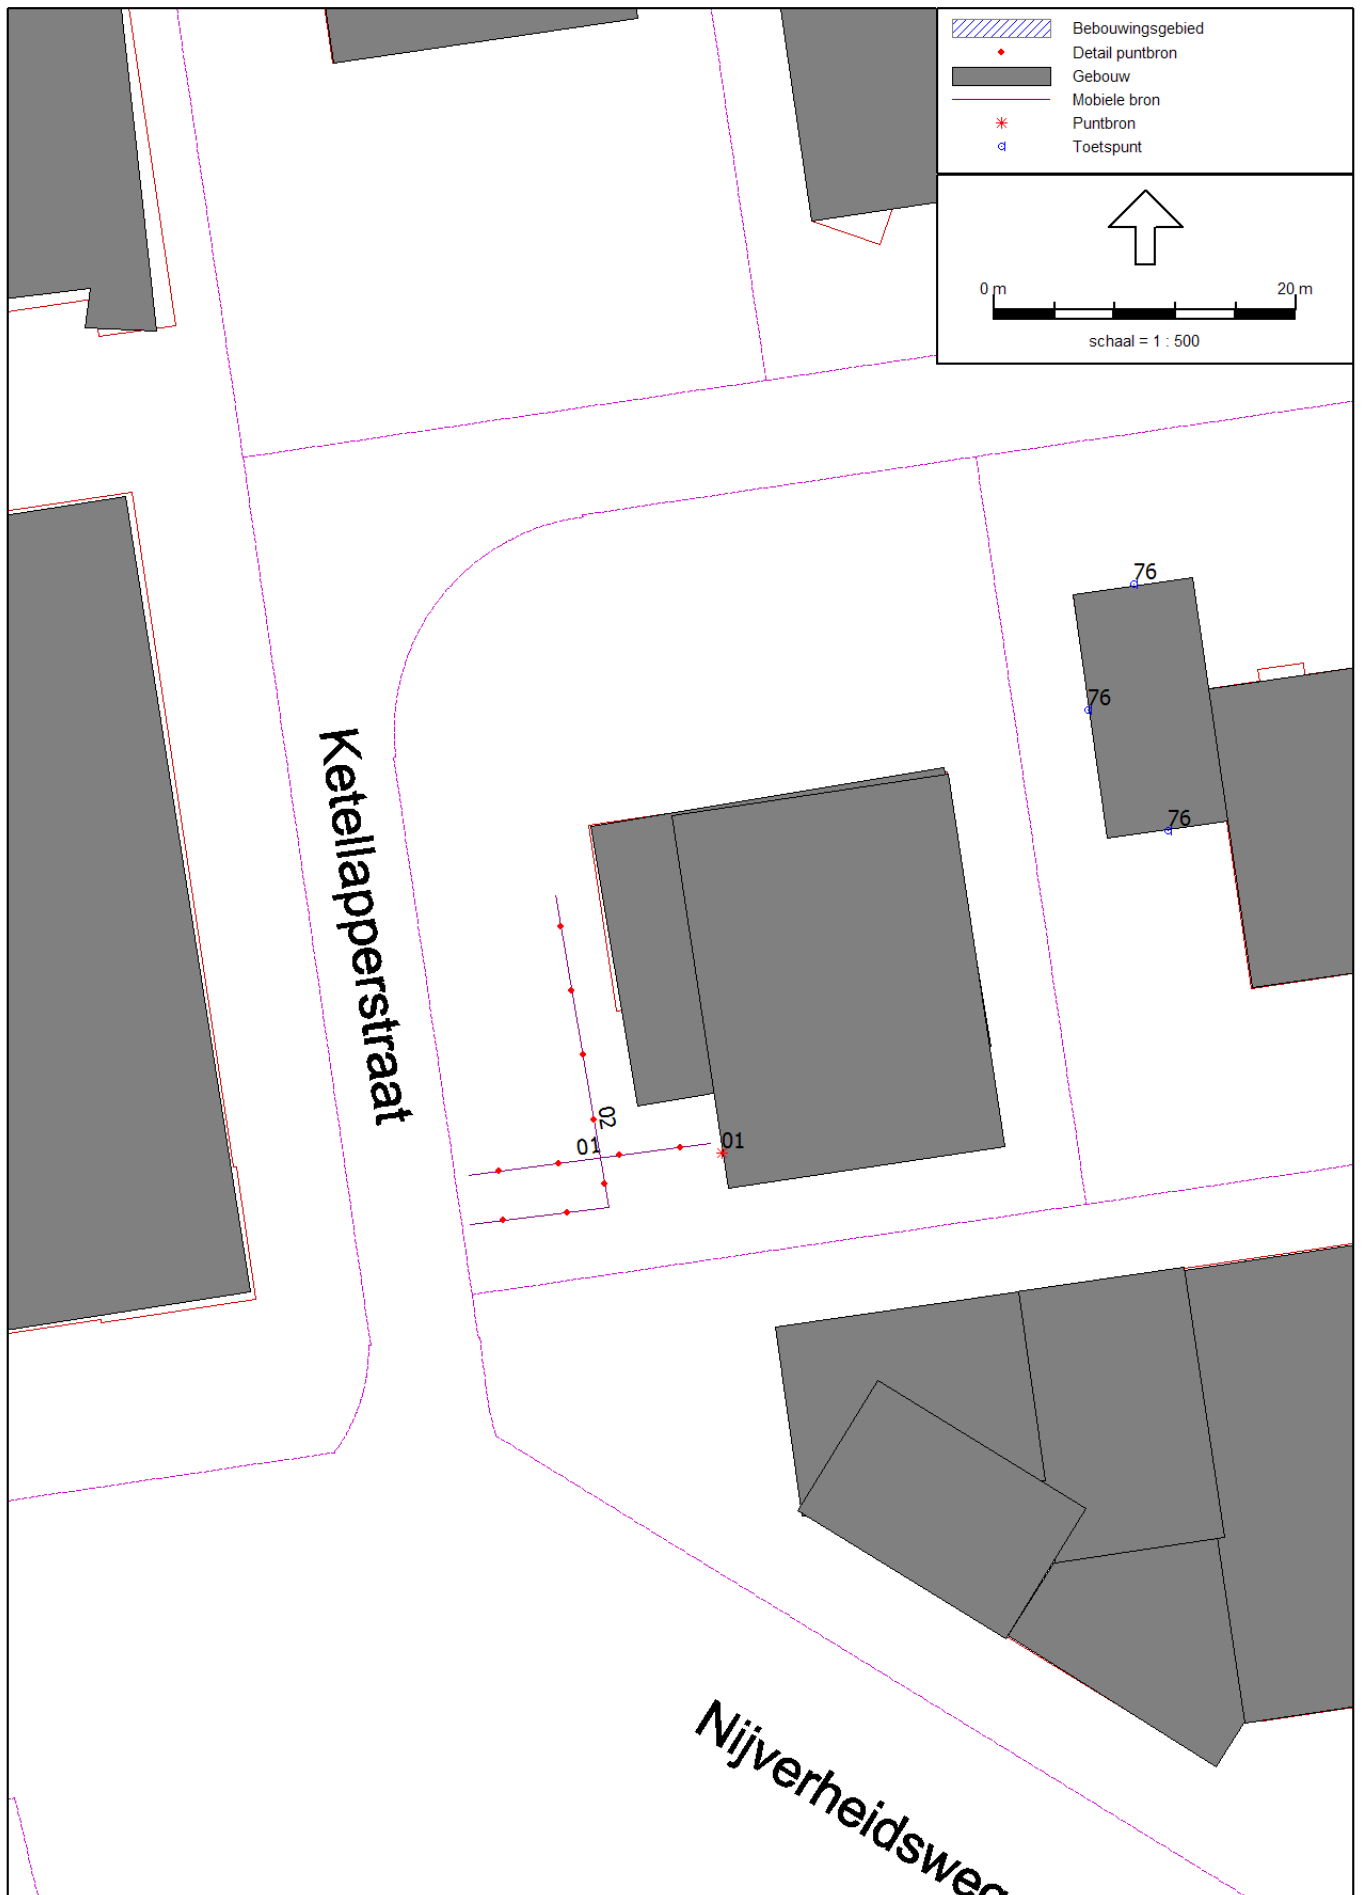 Bebouwingsgebied
Detail puntbron
Gebouw
Mobiele bron
Puntbron
Toetspunt
0 m 20 m
schaal = 1 : 500
76
76
76
Ketellapperstraat
02
01
01
Nijverheidsweg